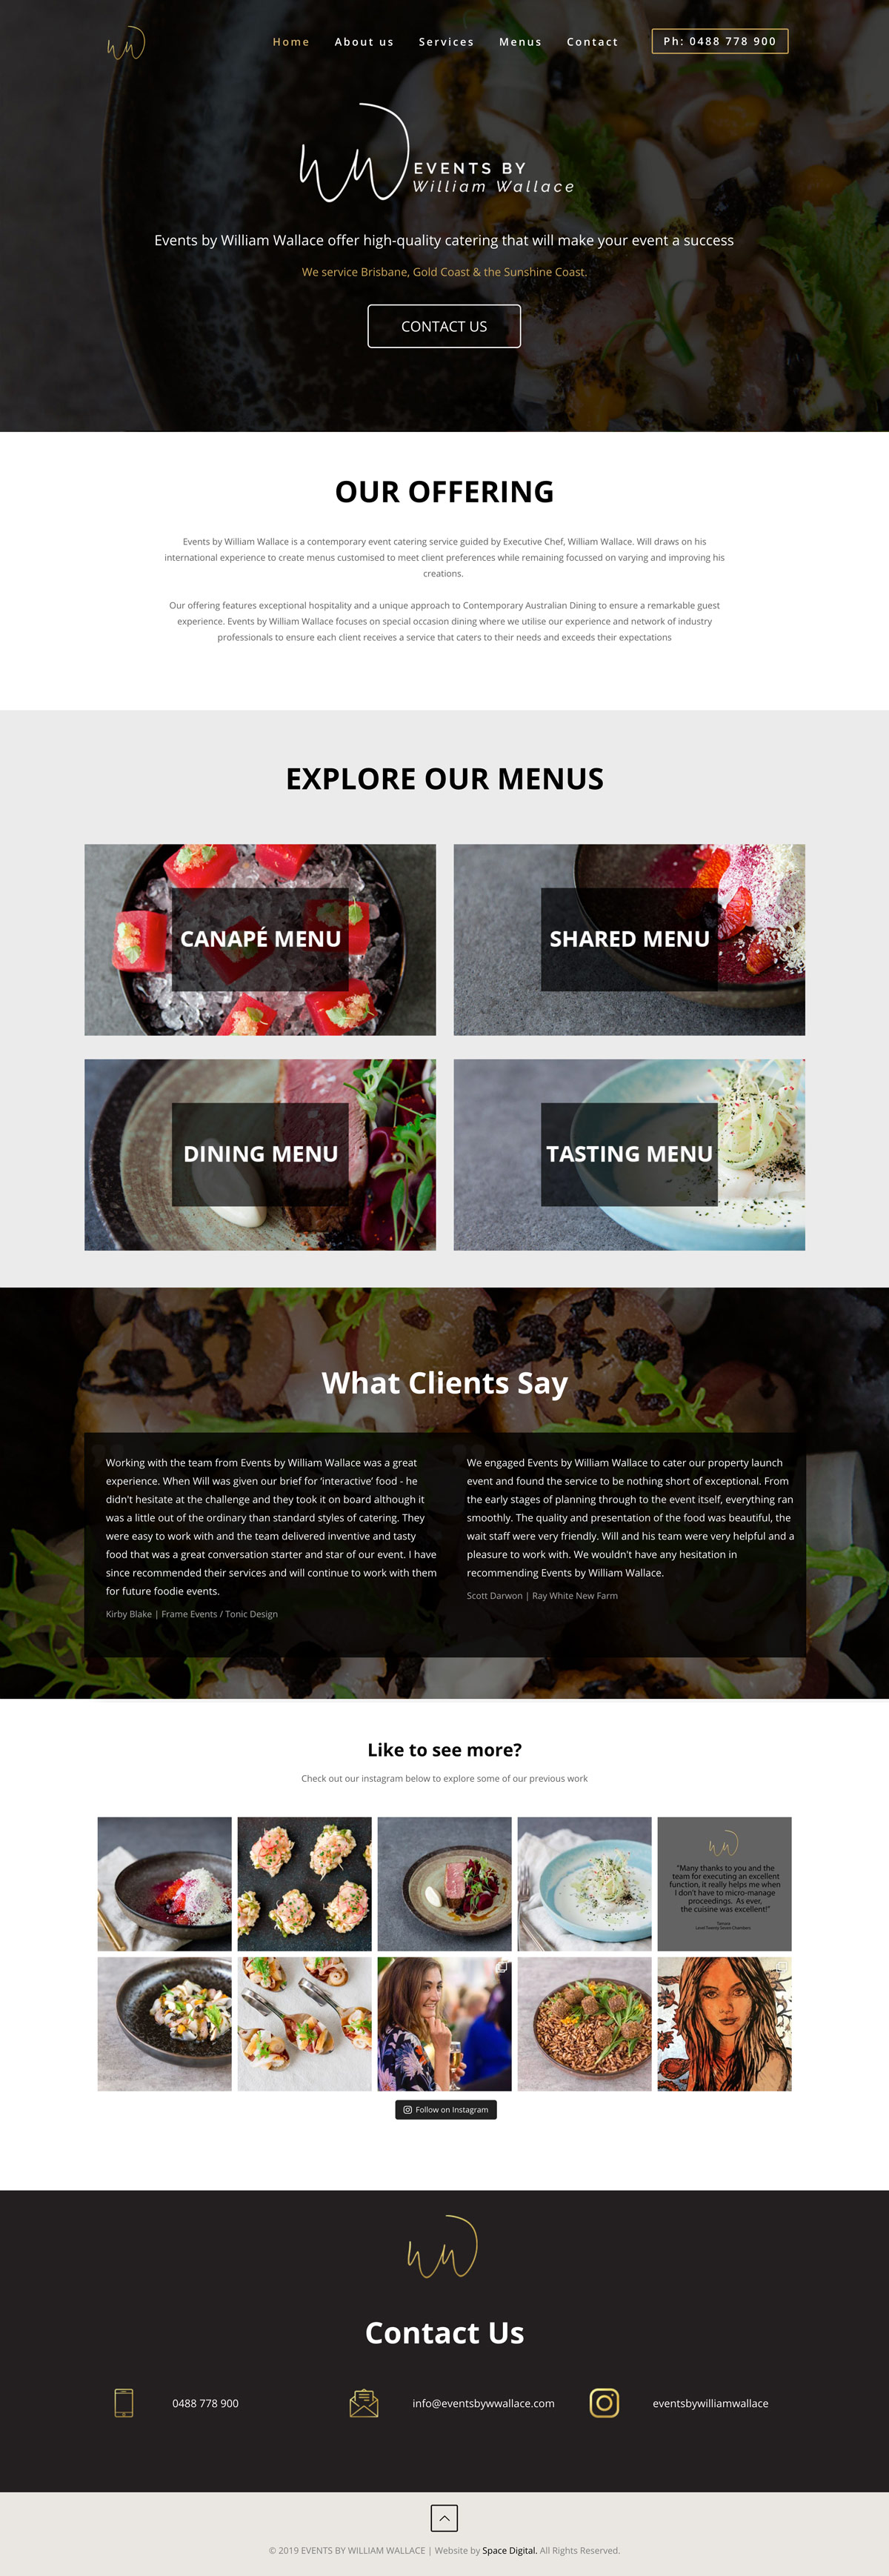 Home About us Services Menus Contact Ph: 0488 778 900
EVENTS BY
William Wallace
Events by William Wallace offer high-quality catering that will make your event a success
We service Brisbane, Gold Coast & the Sunshine Coast.
CONTACT US
OUR OFFERING
Events by William Wallace is a contemporary event catering service guided by Executive Chef, William Wallace. Will draws on his
international experience to create menus customised to meet client preferences while remaining focussed on varying and improving his
creations.
Our offering features exceptional hospitality and a unique approach to Contemporary Australian Dining to ensure a remarkable guest
experience. Events by William Wallace focuses on special occasion dining where we utilise our experience and network of industry
professionals to ensure each client receives a service that caters to their needs and exceeds their expectations
EXPLORE OUR MENUS
CANAPÉ MENU
SHARED MENU
DINING MENU
TASTING MENU
What Clients Say
Working with the team from Events by William Wallace was a great
experience. When Will was given our brief for ‘interactive’ food - he
didn't hesitate at the challenge and they took it on board although it
was a little out of the ordinary than standard styles of catering. They
were easy to work with and the team delivered inventive and tasty
food that was a great conversation starter and star of our event. I have
since recommended their services and will continue to work with them
for future foodie events.
Kirby Blake | Frame Events / Tonic Design
We engaged Events by William Wallace to cater our property launch
event and found the service to be nothing short of exceptional. From
the early stages of planning through to the event itself, everything ran
smoothly. The quality and presentation of the food was beautiful, the
wait staff were very friendly. Will and his team were very helpful and a
pleasure to work with. We wouldn't have any hesitation in
recommending Events by William Wallace.
Scott Darwon | Ray White New Farm
Like to see more?
Check out our instagram below to explore some of our previous work
"Many thanks to you and the
team for executing an excellent
function, it really helps me when
I don't have to micro-manage
proceedings. As ever,
the cuisine was excellent!"
Follow on Instagram
Contact Us
0488 778 900
info@eventsbywwallace.com
eventsbywilliamwallace
© 2019 EVENTS BY WILLIAM WALLACE | Website by Space Digital. All Rights Reserved.